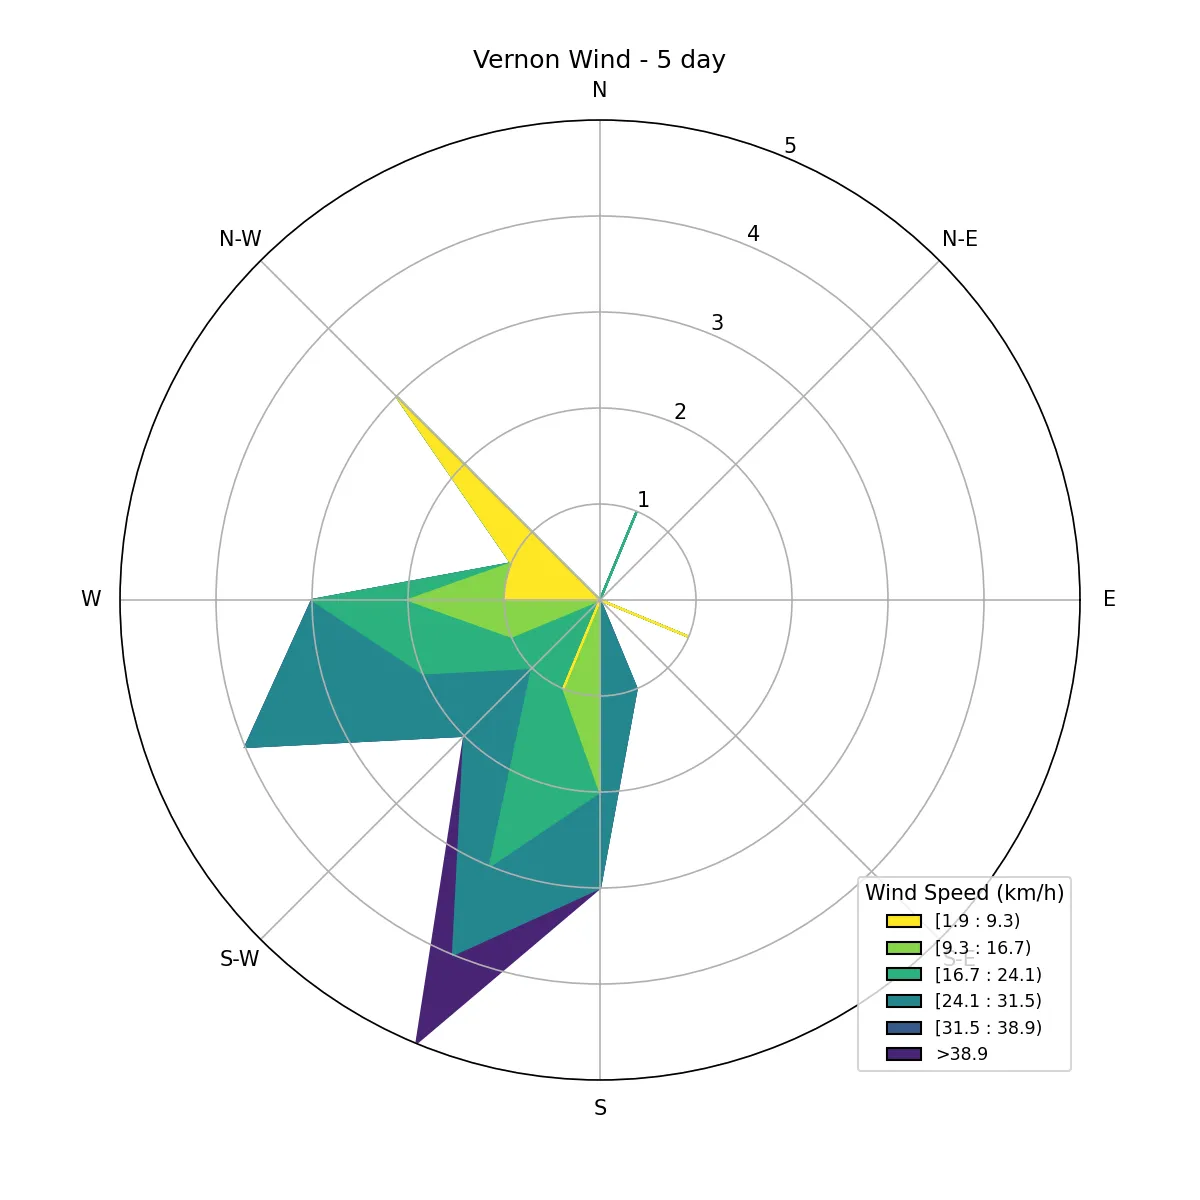 Vernon Wind - 5 day
N
5
N-W
N-E
4
3
2
1
W
E
S-W
S-E
S
Wind Speed (km/h)
[1.9 : 9.3)
[9.3 : 16.7)
[16.7 : 24.1)
[24.1 : 31.5)
[31.5 : 38.9)
>38.9